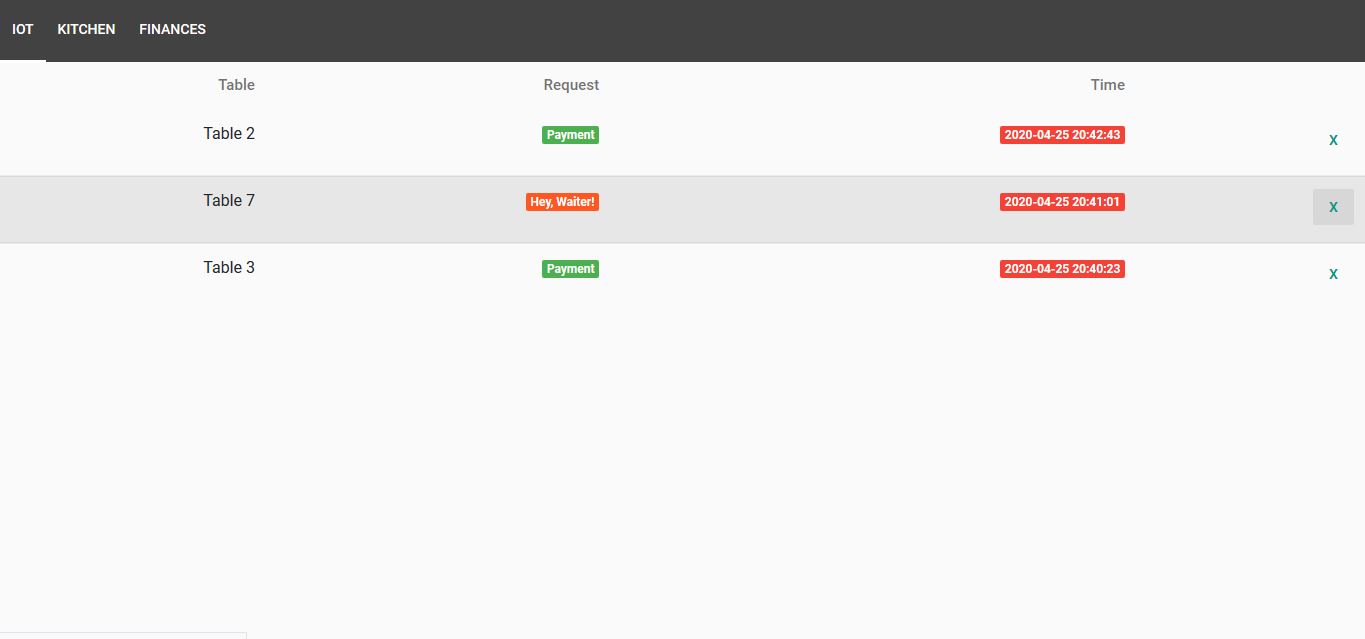 IOT KITCHEN FINANCES
Table Request Time
Table 2 Payment 2020-04-25 20:42:43 X
Table 7 Hey, Waiter! 2020-04-25 20:41:01 X
Table 3 Payment 2020-04-25 20:40:23 X